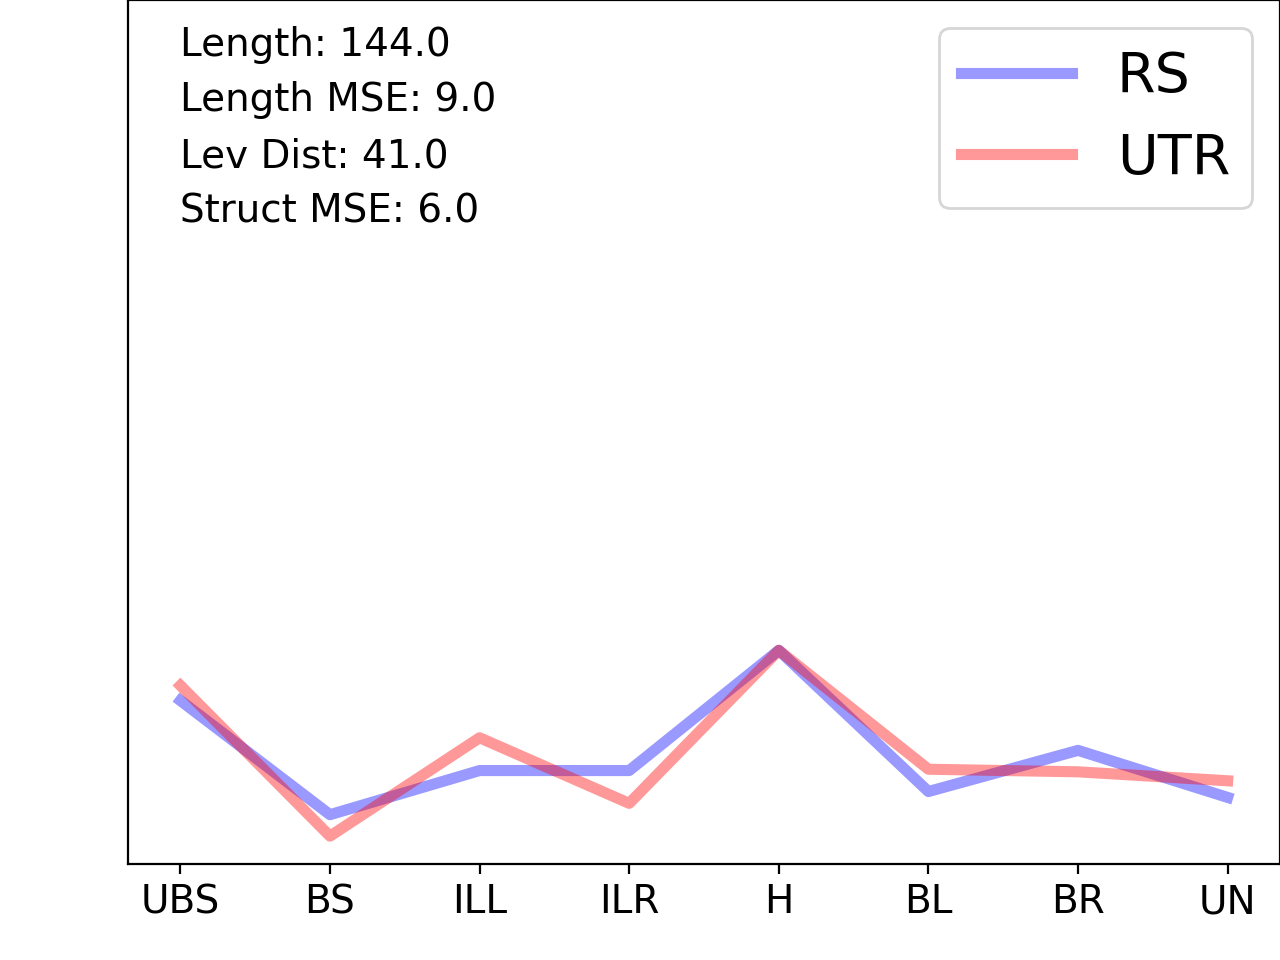 Length: 144.0
Length MSE: 9.0
Lev Dist: 41.0
Struct MSE: 6.0
RS
UTR
UBS BS ILL ILR H BL BR UN